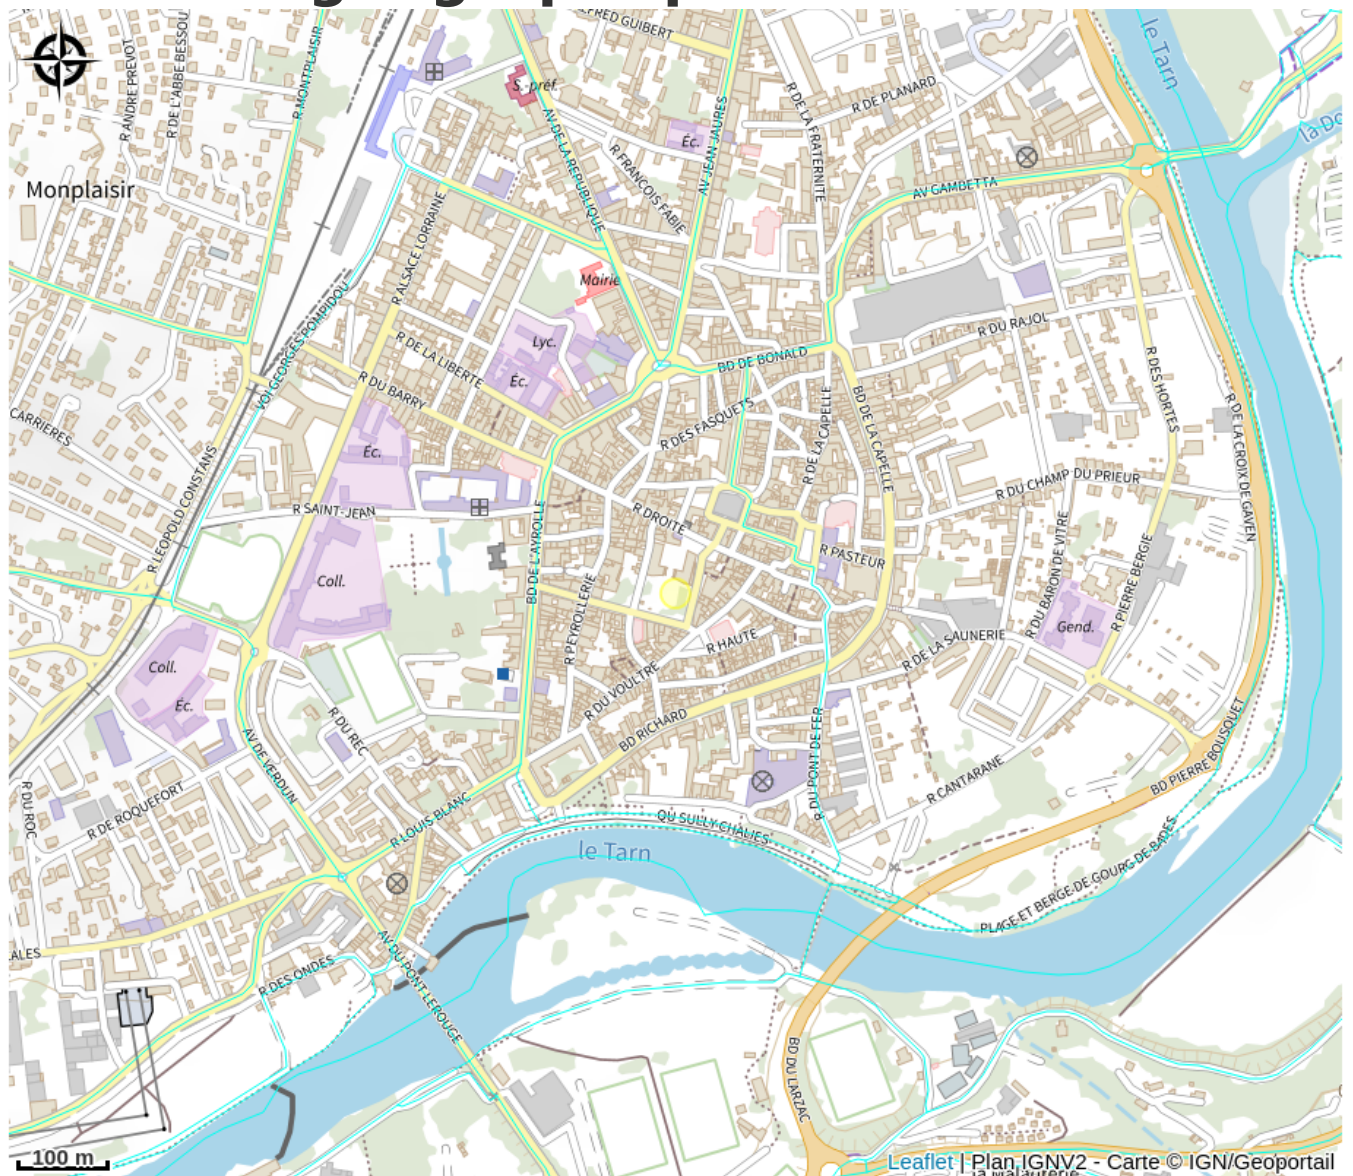 ALFRED GUIBERT
le Tarn
R MONTPLAISIR
R ANDRE PREVOT
R DE L'ABBE BESSOU
S.-préf.
R DE PLANARD
R DE LA FRATERNITE
AV JEAN JAURES
AV DE LA REPUBLIQUE
Éc.
R FRANCOIS FABIE
la Do
Monplaisir
AV GAMBETTA
R ALSACE LORRAINE
Mairie
VOI GEORGES POMPIDOU
R DU RAJOL
Lyc.
R DE LA LIBERTE
BD DE BONALD
R DES HORTES
Éc.
R DU BARRY
BD DE LA CAPELLE
R DE LA CAPELLE
R DES FASQUETS
R DE LA CROIX DE GAVEN
CARRIERES
Éc.
R LEOPOLD CONSTANS
R DU CHAMP DU PRIEUR
R SAINT-JEAN
R DROITE
BD DE L'AYROLLE
R PASTEUR
R DU BARON DE VITRE
R PIERRE BERGIE
Coll.
R PEYROLLERIE
Gend.
R HAUTE
R DE LA SAUNERIE
Coll.
R DU VOULTRE
Éc.
R DU REC
BD RICHARD
AV DE VERDUN
R DU PONT DE FER
BD PIERRE BOUSQUET
R CANTARANE
R DU ROC
R DE ROQUEFORT
R LOUIS BLANC
QU SULLY-CHALIES
le Tarn
PLAGE ET BERGE DE GOURG DE BADES
ALES
R DES ONDES
AV DU PONT LEROUGE
BD DU LARZAC
100 m
Leaflet | Plan IGNV2 - Carte © IGN/Geoportail